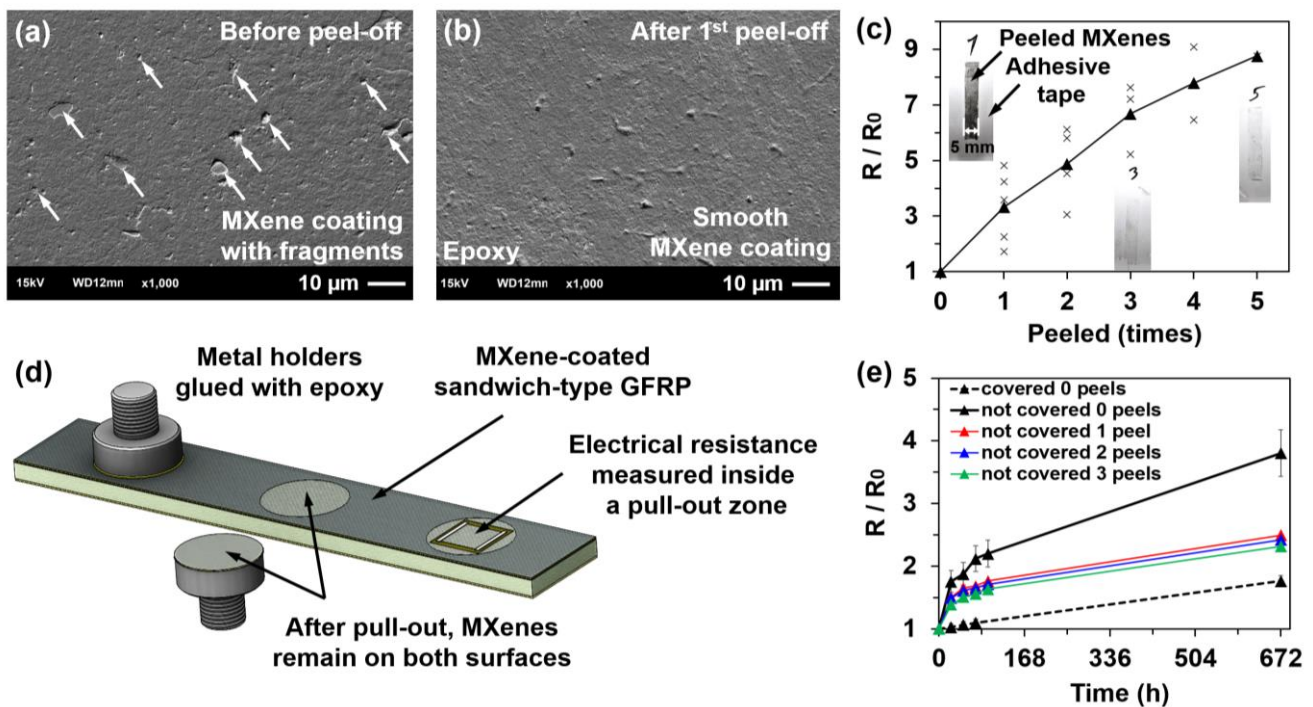 (a)
Before peel-off
MXene coating
with fragments
15kV WD12mn x1,000 10 µm
(b)
After 1st peel-off
Epoxy
Smooth
MXene coating
15kV WD12mn x1,000 10 µm
(c)
R / R0
9
7
5
3
1
1
Peeled MXenes
Adhesive
tape
5 mm
3
5
0 1 2 3 4 5
Peeled (times)
(d)
Metal holders
glued with epoxy
MXene-coated
sandwich-type GFRP
Electrical resistance
measured inside
a pull-out zone
After pull-out, MXenes
remain on both surfaces
(e)
R / R0
5
4
3
2
1
covered 0 peels
not covered 0 peels
not covered 1 peel
not covered 2 peels
not covered 3 peels
0 168 336 504 672
Time (h)